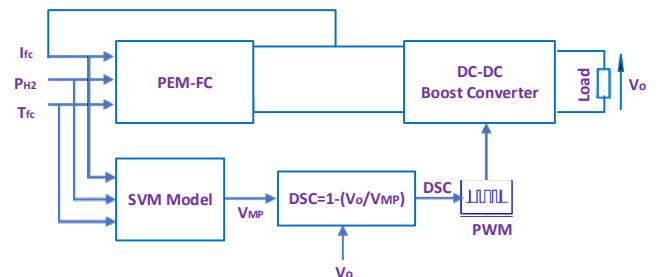 Ifc
PH2
Tfc
PEM-FC
DC-DC
Boost Converter
Load
Vo
SVM Model
VMP
DSC=1-(Vo/VMP)
DSC
PWM
Vo